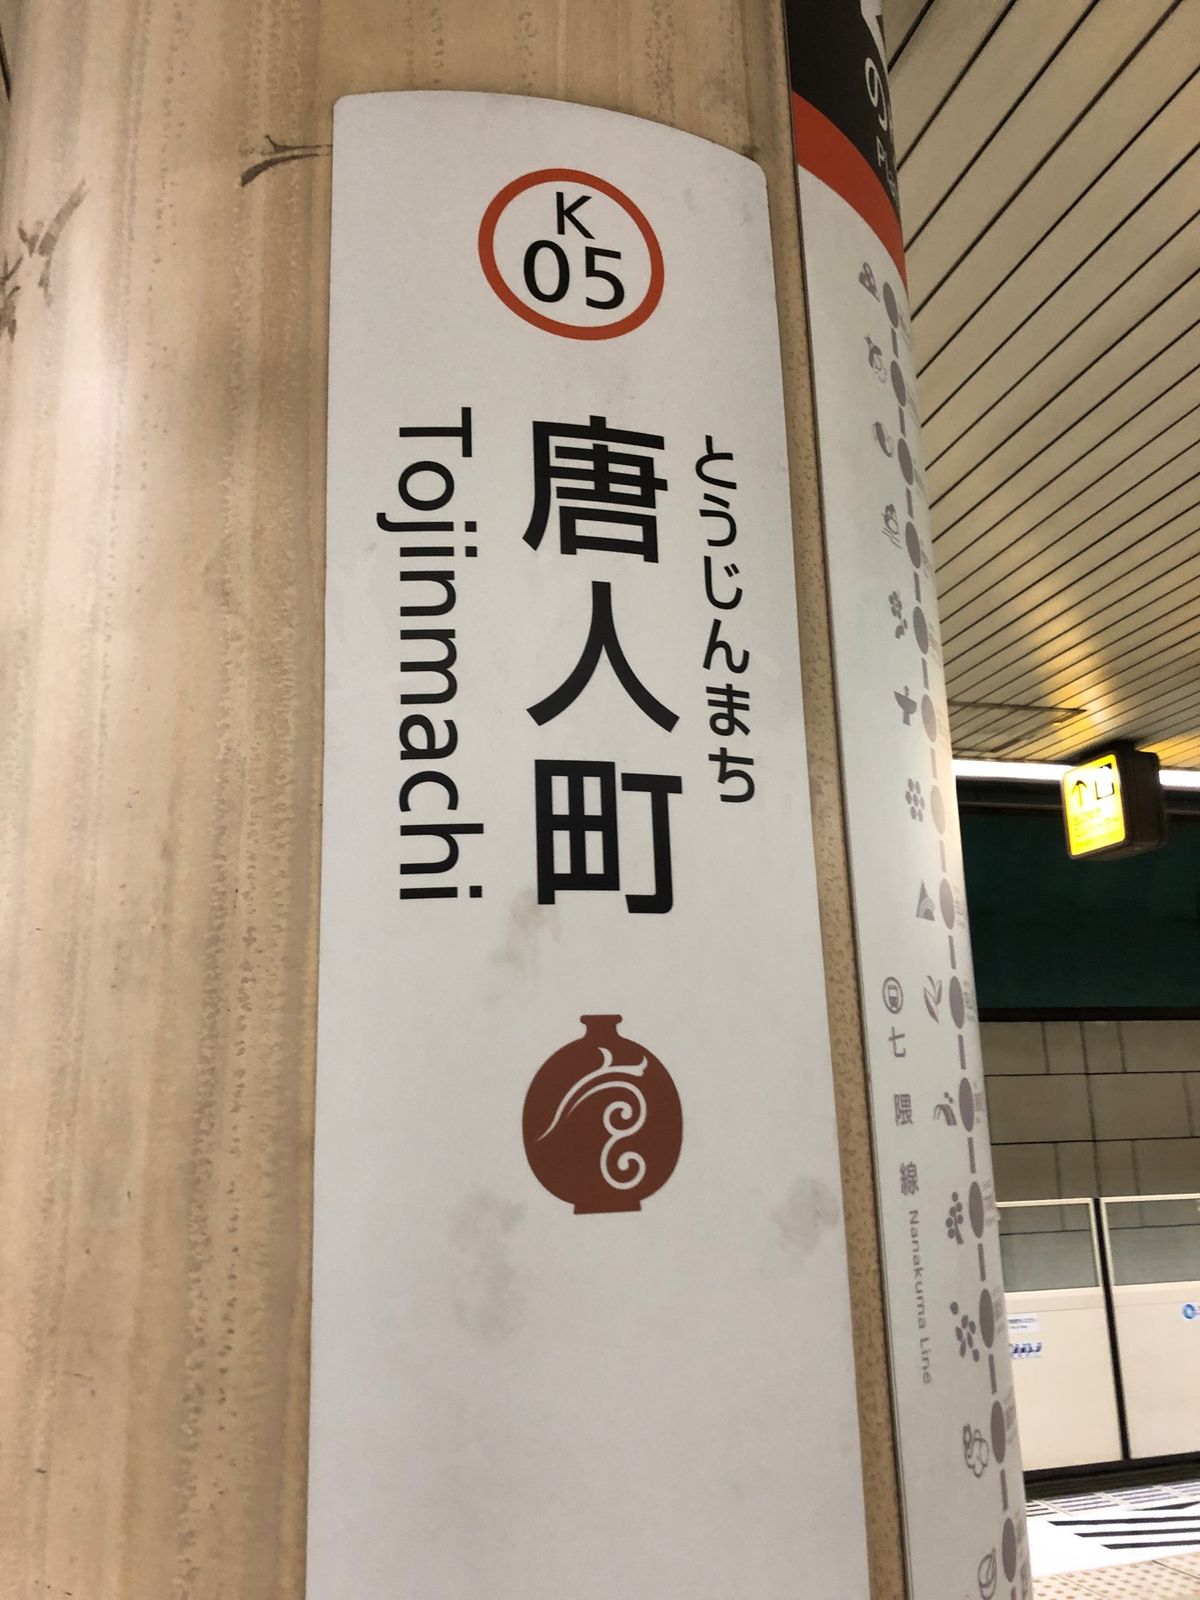 K
05
とうじんまち
唐人町
Tojinmachi
七隈線 Nanakuma Line